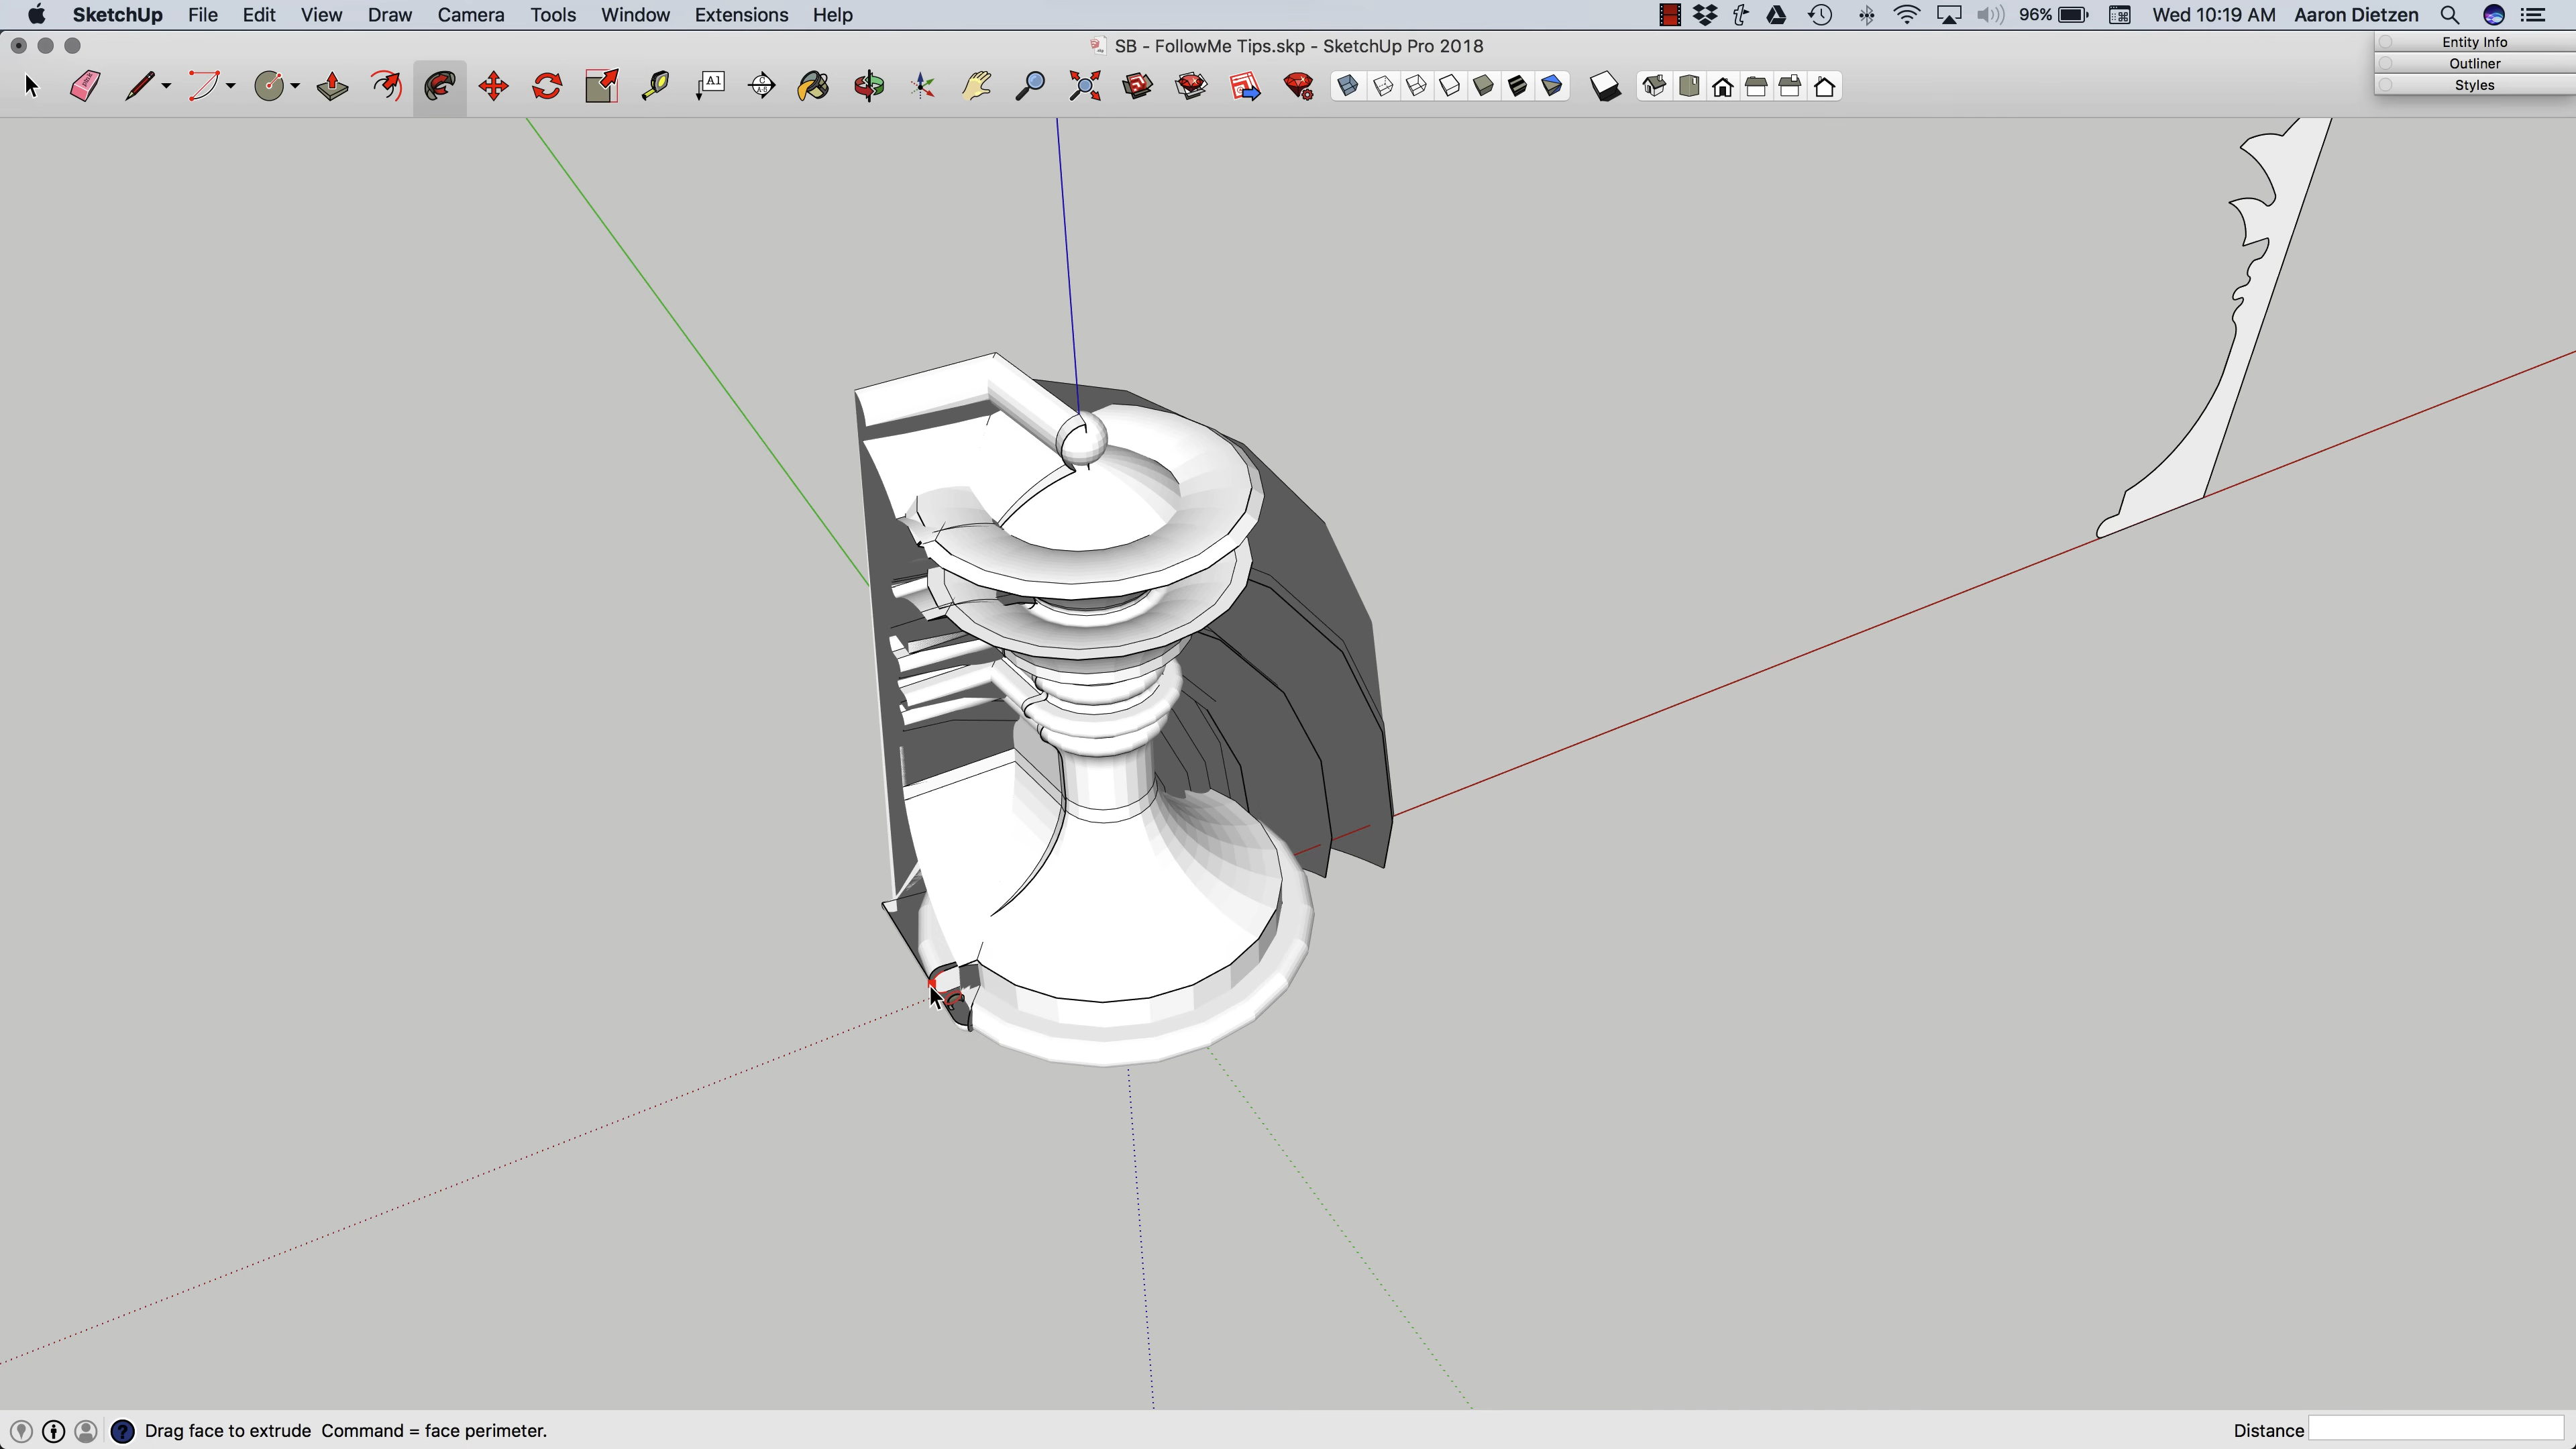 SketchUp File Edit View Draw Camera Tools Window Extensions Help 96% Wed 10:19 AM Aaron Dietzen
SB - FollowMe Tips.skp - SketchUp Pro 2018
Entity Info
Outliner
Styles
A1
C
A-B
Drag face to extrude Command = face perimeter.
Distance